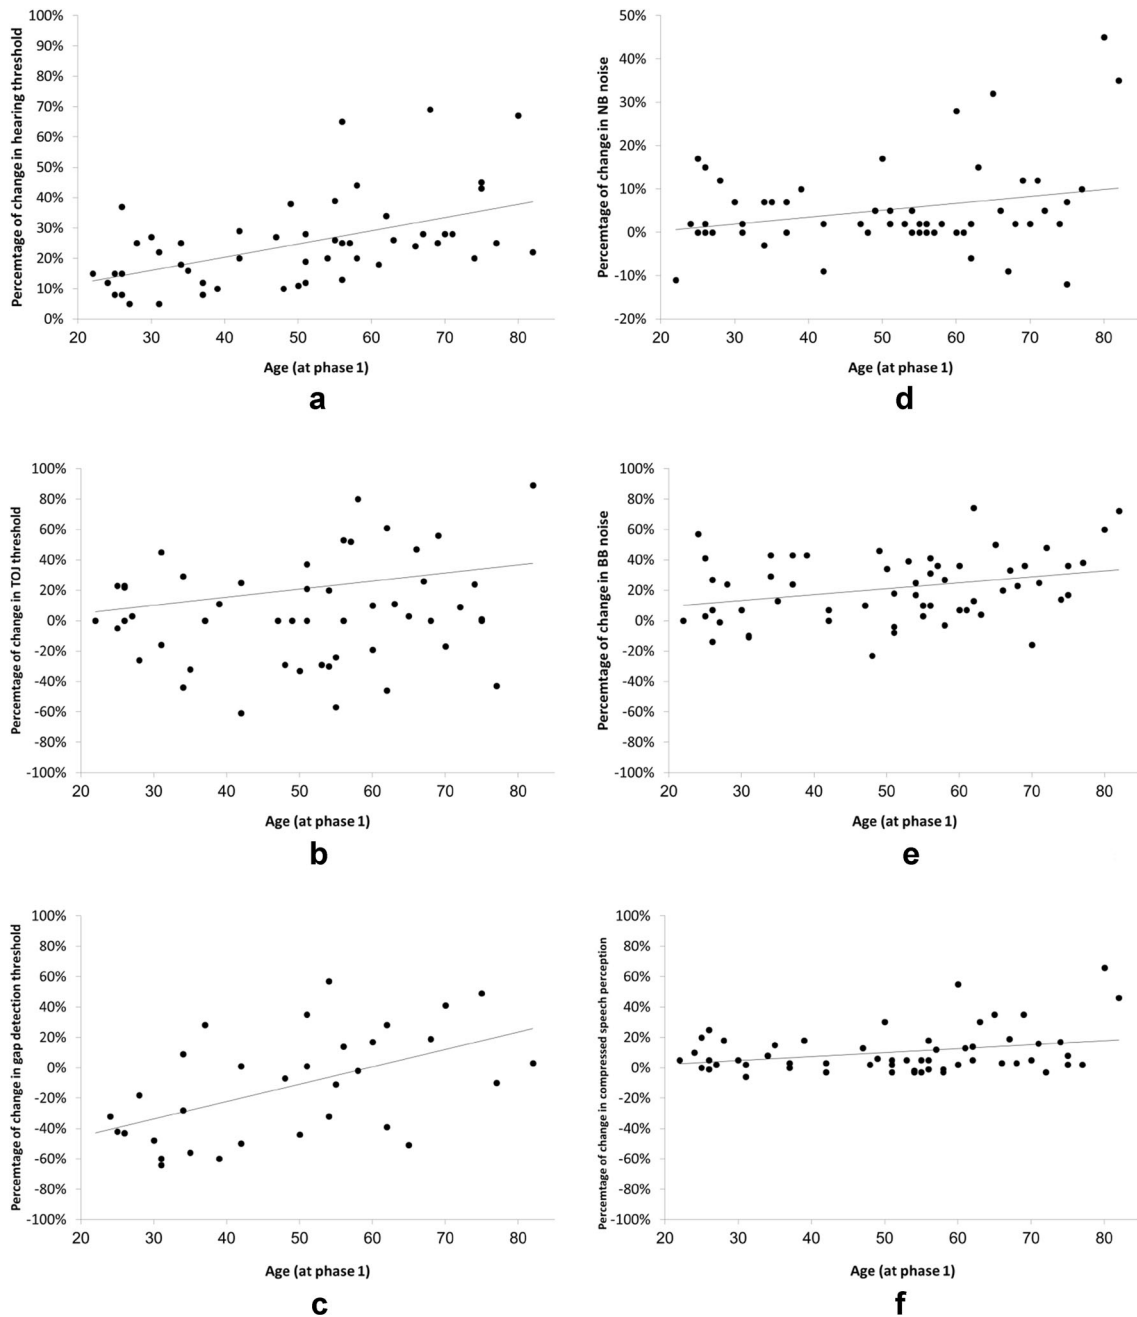 100%
90%
80%
70%
60%
50%
40%
30%
20%
10%
0%
20 30 40 50 60 70 80
Percemtage of change in hearing threshold
Age (at phase 1)
a
50%
40%
30%
20%
10%
0%
-10%
-20%
20 30 40 50 60 70 80
Percemtage of change in NB noise
Age (at phase 1)
d
100%
80%
60%
40%
20%
0%
-20%
-40%
-60%
-80%
-100%
20 30 40 50 60 70 80
Percemtage of change in TOJ threshold
Age (at phase 1)
b
100%
80%
60%
40%
20%
0%
-20%
-40%
-60%
-80%
-100%
20 30 40 50 60 70 80
Percemtage of change in BB noise
Age (at phase 1)
e
100%
80%
60%
40%
20%
0%
-20%
-40%
-60%
-80%
-100%
20 30 40 50 60 70 80
Percemtage of change in gap detection threshold
Age (at phase 1)
c
100%
80%
60%
40%
20%
0%
-20%
-40%
-60%
-80%
-100%
20 30 40 50 60 70 80
Percemtage of change in compressed speech perception
Age (at phase 1)
f